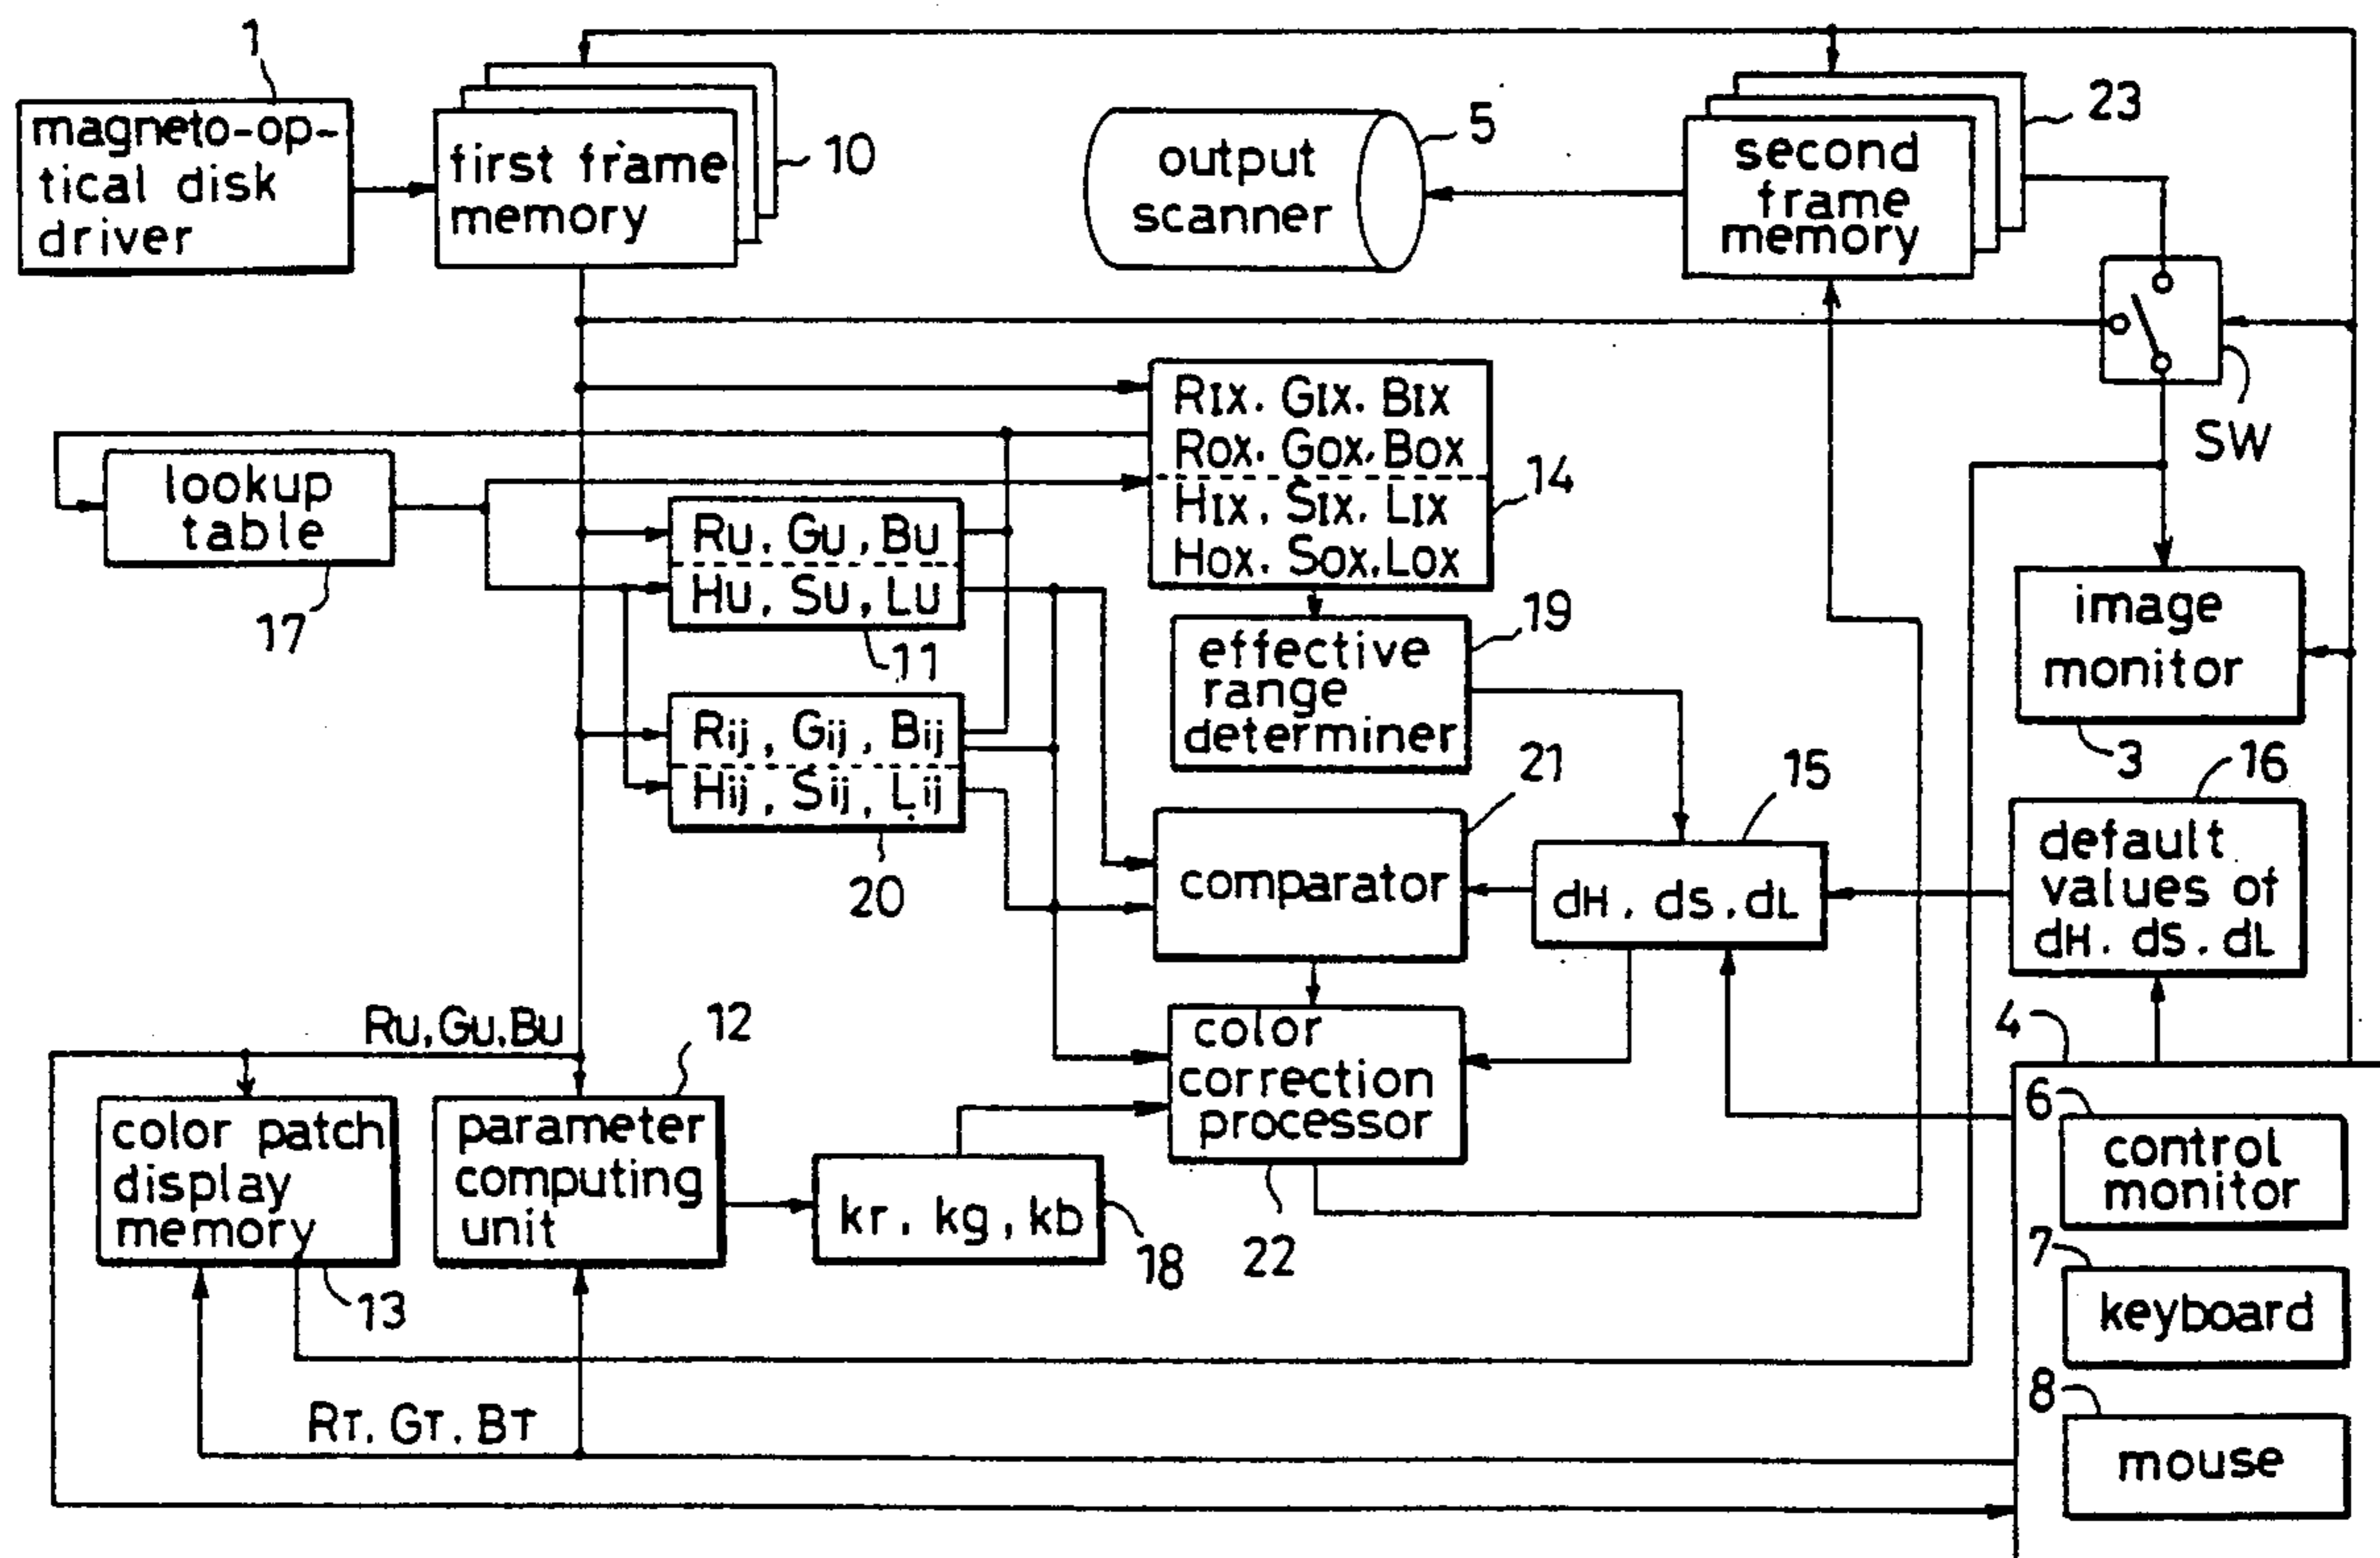 1
magneto-op-
tical disk
driver
first frame
memory
10
output
scanner
5
second
frame
memory
23
SW
lookup
table
17
RIX. GIX. BIX
ROX. GOX. BOX
HIX. SIX. LIX
HOX. SOX. LOX
14
RU, GU, BU
HU, SU, LU
11
Rij, Gij, Bij
Hij, Sij, Lij
20
effective
range
determiner
19
image
monitor
3
comparator
21
dH. dS. dL
15
default
values of
dH. dS. dL
16
RU, GU, BU
color patch
display
memory
13
parameter
computing
unit
12
kr, kg, kb
18
color
correction
processor
22
4
6
control
monitor
7
keyboard
8
mouse
RT. GT. BT